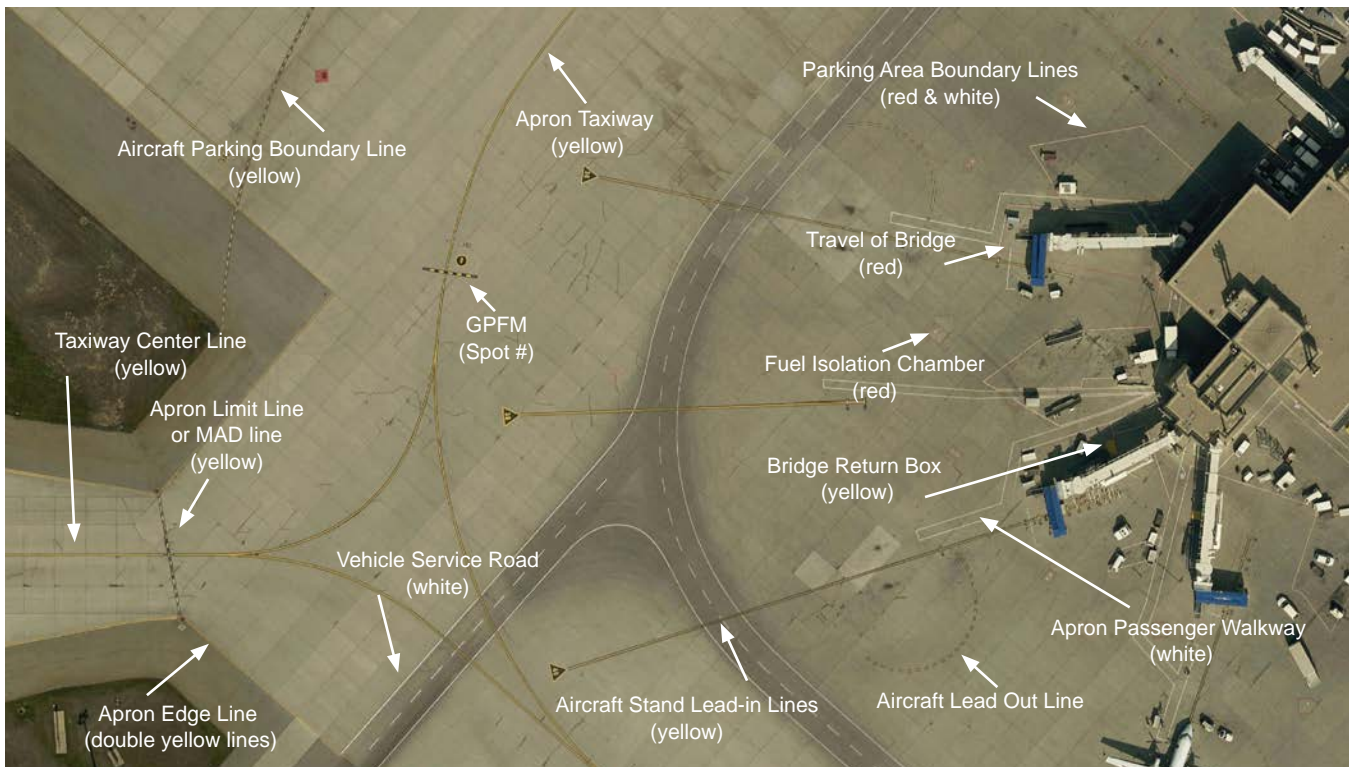 Parking Area Boundary Lines
(red & white)
Apron Taxiway
(yellow)
Aircraft Parking Boundary Line
(yellow)
Travel of Bridge
(red)
GPFM
(Spot #)
Taxiway Center Line
(yellow)
Fuel Isolation Chamber
(red)
Apron Limit Line
or MAD line
(yellow)
Bridge Return Box
(yellow)
Vehicle Service Road
(white)
Apron Passenger Walkway
(white)
Aircraft Stand Lead-in Lines
(yellow)
Aircraft Lead Out Line
Apron Edge Line
(double yellow lines)